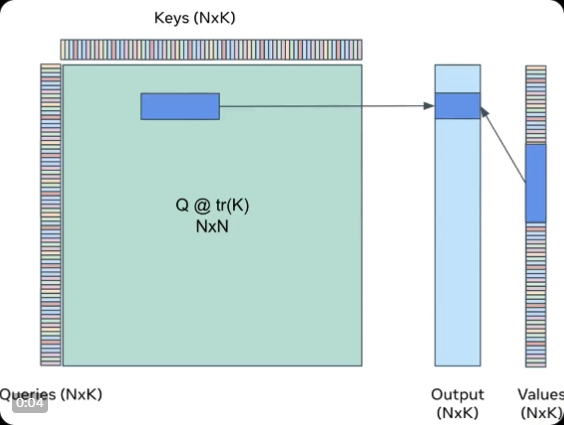 Keys (NxK)
Q @ tr(K)
NxN
Queries (NxK)
0:04
Output
(NxK)
Values
(NxK)